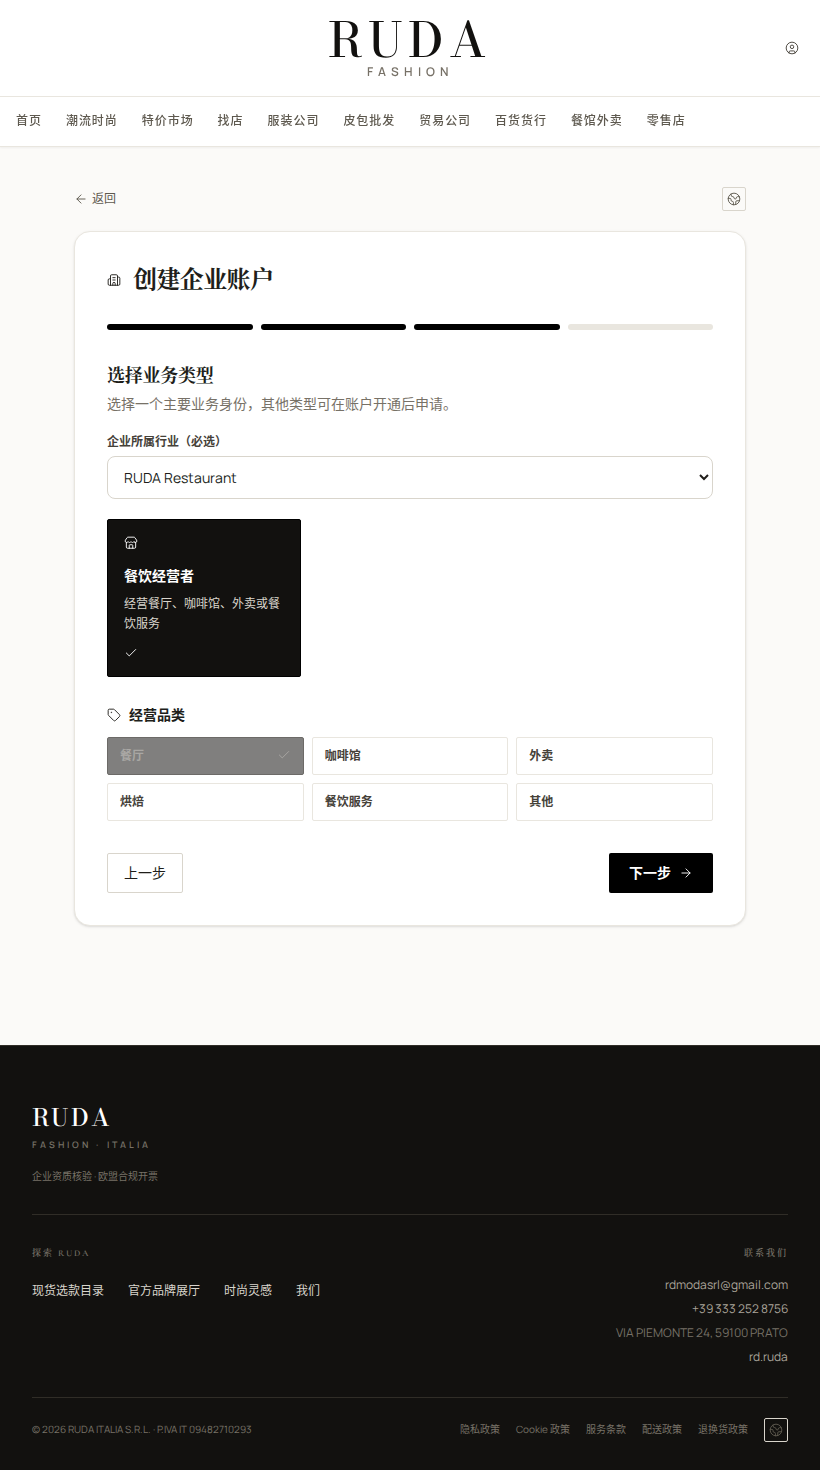 RUDA
FASHION
首页 潮流时尚 特价市场 找店 服装公司 皮包批发 贸易公司 百货货行 餐馆外卖 零售店
返回
创建企业账户
选择业务类型
选择一个主要业务身份，其他类型可在账户开通后申请。
企业所属行业（必选）
RUDA Restaurant
餐饮经营者
经营餐厅、咖啡馆、外卖或餐
饮服务
经营品类
餐厅 咖啡馆 外卖
烘焙 餐饮服务 其他
上一步 下一步
RUDA
FASHION · ITALIA
企业资质核验 · 欧盟合规开票
探索 RUDA 联系我们
现货选款目录 官方品牌展厅 时尚灵感 我们
rdmodasrl@gmail.com
+39 333 252 8756
VIA PIEMONTE 24, 59100 PRATO
rd.ruda
© 2026 RUDA ITALIA S.R.L. · P.IVA IT 09482710293 隐私政策 Cookie 政策 服务条款 配送政策 退换货政策